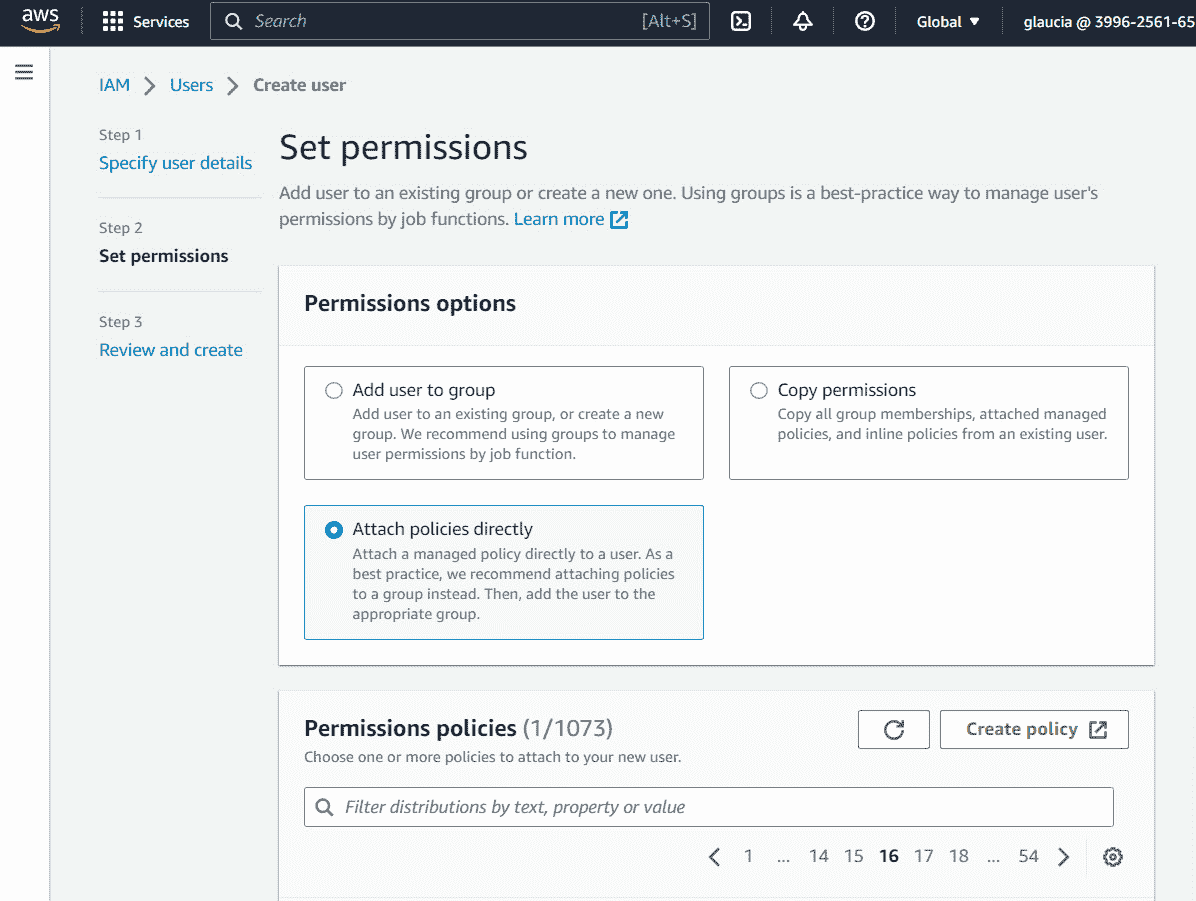 aws Services Search [Alt+S] Global glaucia @ 3996-2561-65
IAM Users Create user
Step 1
Specify user details
Step 2
Set permissions
Step 3
Review and create
Set permissions
Add user to an existing group or create a new one. Using groups is a best-practice way to manage user's
permissions by job functions. Learn more
Permissions options
Add user to group
Add user to an existing group, or create a new
group. We recommend using groups to manage
user permissions by job function.
Copy permissions
Copy all group memberships, attached managed
policies, and inline policies from an existing user.
Attach policies directly
Attach a managed policy directly to a user. As a
best practice, we recommend attaching policies
to a group instead. Then, add the user to the
appropriate group.
Permissions policies (1/1073)
Choose one or more policies to attach to your new user.
Create policy
Filter distributions by text, property or value
1 ... 14 15 16 17 18 ... 54